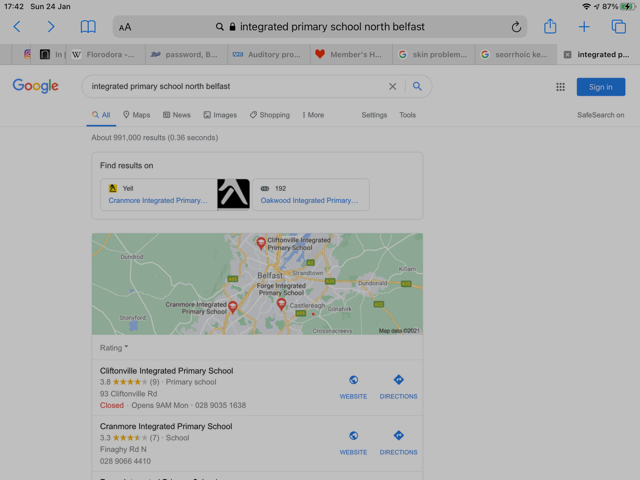 17:42 Sun 24 Jan 87%
AA integrated primary school north belfast
In | Florodora -... password, B... NHS Auditory pro... Member's H... skin problem... seorrhoic ke... integrated p...
Google integrated primary school north belfast Sign in
All Maps News Images Shopping More Settings Tools SafeSearch on
About 991,000 results (0.36 seconds)
Find results on
Yell
Cranmore Integrated Primary...
192
Oakwood Integrated Primary...
Cliftonville Integrated
Primary School
Dundrod
Belfast
Strandtown
Killarn
Forge Integrated
Primary School
Dundonald
Cranmore Integrated
Primary School
Castlereagh
Gilnahirk
Stonyford
Crossnacreevy
Map data ©2021
Rating
Cliftonville Integrated Primary School
3.8 (9) · Primary school
93 Cliftonville Rd
Closed · Opens 9AM Mon · 028 9035 1638
WEBSITE DIRECTIONS
Cranmore Integrated Primary School
3.3 (7) · School
Finaghy Rd N
028 9066 4410
WEBSITE DIRECTIONS